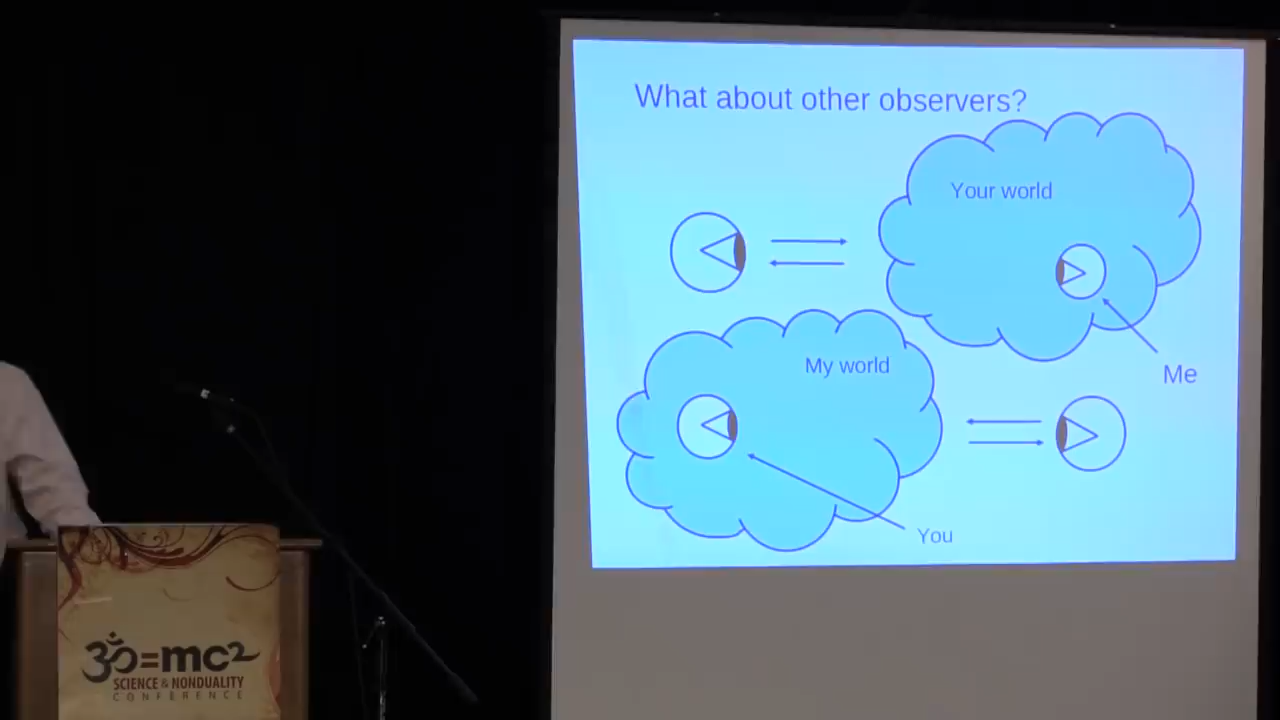 What about other observers?
Your world
Me
My world
You
ॐ=mc2
SCIENCE & NONDUALITY
CONFERENCE